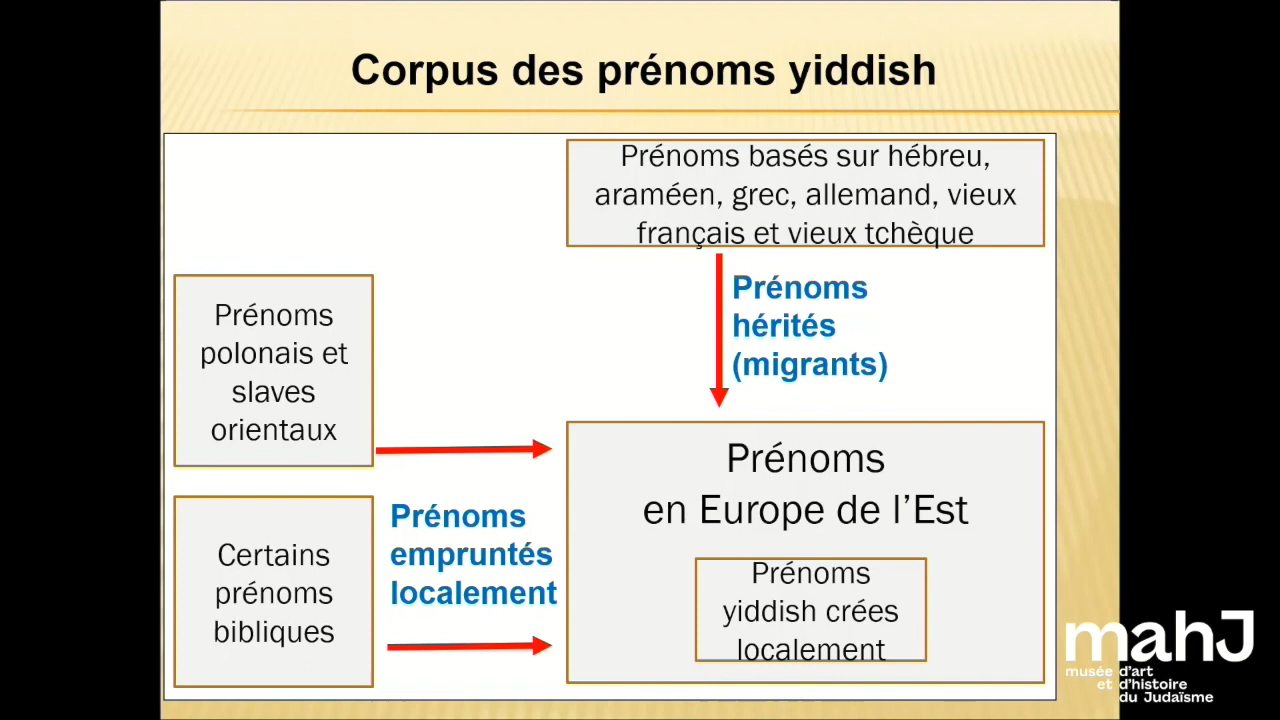 Corpus des prénoms yiddish
Prénoms basés sur hébreu,
araméen, grec, allemand, vieux
français et vieux tchèque
Prénoms
hérités
(migrants)
Prénoms
polonais et
slaves
orientaux
Prénoms
en Europe de l’Est
Certains
prénoms
bibliques
Prénoms
empruntés
localement
Prénoms
yiddish crées
localement
mahJ
musée d’art
et d’histoire
du Judaïsme